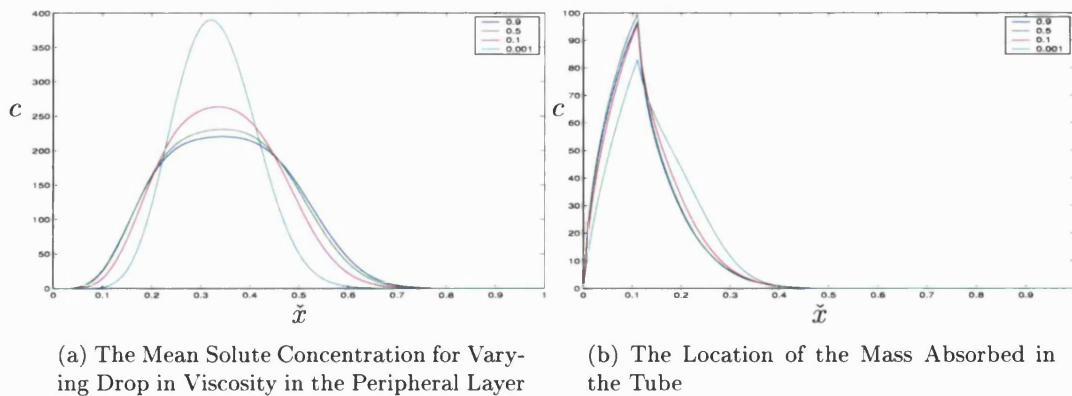 400
350
300
250
200
150
100
50
0
c
0 0.1 0.2 0.3 0.4 0.5 0.6 0.7 0.8 0.9 1
x̌
0.9
0.5
0.1
0.001
(a) The Mean Solute Concentration for Vary-
ing Drop in Viscosity in the Peripheral Layer
100
90
80
70
60
50
40
30
20
10
0
c
0 0.1 0.2 0.3 0.4 0.5 0.6 0.7 0.8 0.9
x̌
0.9
0.5
0.1
0.001
(b) The Location of the Mass Absorbed in
the Tube